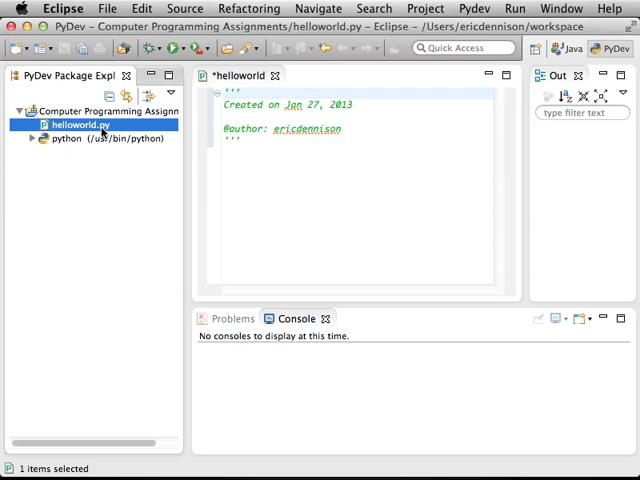 Eclipse File Edit Source Refactoring Navigate Search Project Pydev Run Window Help
PyDev - Computer Programming Assignments/helloworld.py - Eclipse - /Users/ericdennison/workspace
Quick Access Java PyDev
PyDev Package Expl
*helloworld
Out
type filter text
Computer Programming Assignm
helloworld.py
python (/usr/bin/python)
'''
Created on Jan 27, 2013
@author: ericdennison
'''
Problems Console
No consoles to display at this time.
1 items selected